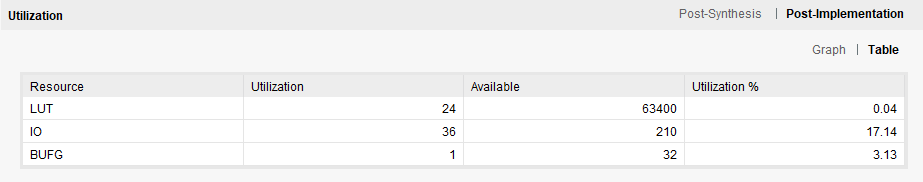 Utilization Post-Synthesis | Post-Implementation
Graph | Table
Resource Utilization Available Utilization %
LUT 24 63400 0.04
IO 36 210 17.14
BUFG 1 32 3.13